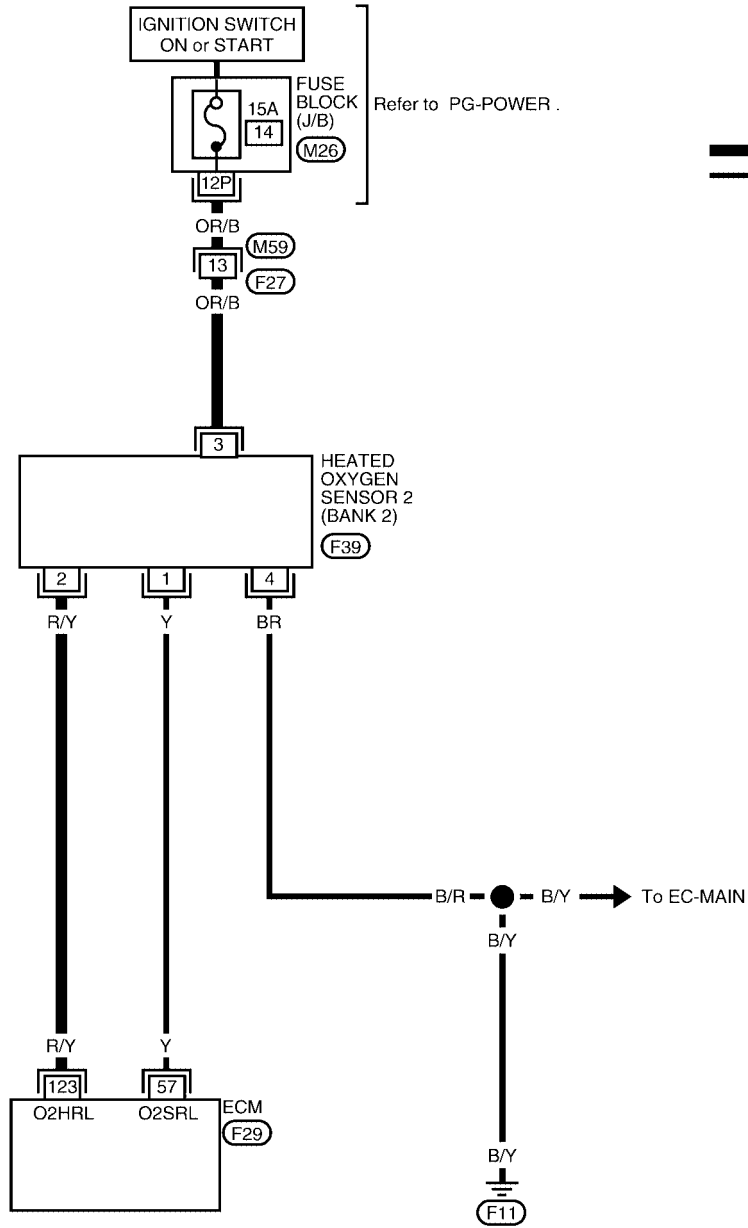 IGNITION SWITCH
ON or START
FUSE
BLOCK
(J/B)
Refer to PG-POWER .
15A
14
M26
12P
OR/B
M59
13
F27
OR/B
3
HEATED
OXYGEN
SENSOR 2
(BANK 2)
F39
2
1
4
R/Y
Y
BR
B/R
B/Y
To EC-MAIN
B/Y
R/Y
Y
123
57
ECM
O2HRL
O2SRL
F29
B/Y
F11